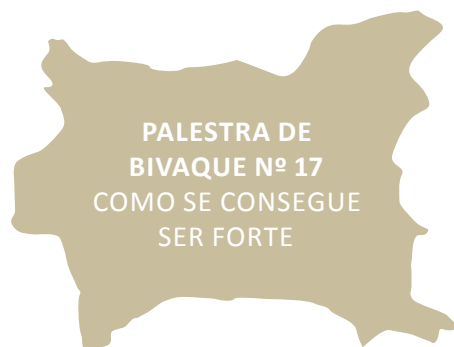 PALESTRA DE
BIVAQUE Nº 17
COMO SE CONSEGUE
SER FORTE